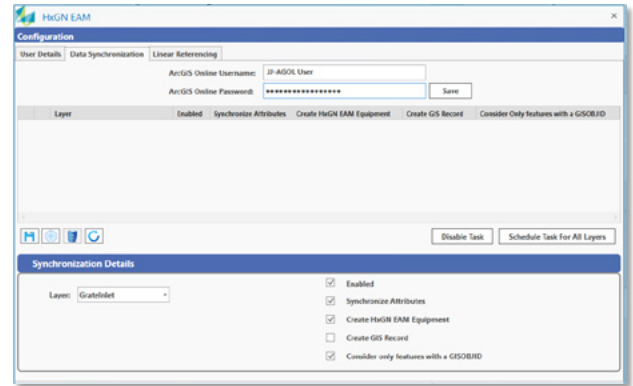 HxGN EAM
Configuration
User Details Data Synchronization Linear Referencing
ArcGIS Online Username: JJ-AGOL User
ArcGIS Online Password: ••••••••••••••••• Save
Layer Enabled Synchronize Attributes Create HxGN EAM Equipment Create GIS Record Consider Only features with a GISOBJID
Disable Task Schedule Task For All Layers
Synchronization Details
Layer: GrateInlet
Enabled
Synchronize Attributes
Create HxGN EAM Equipment
Create GIS Record
Consider only features with a GISOBJID